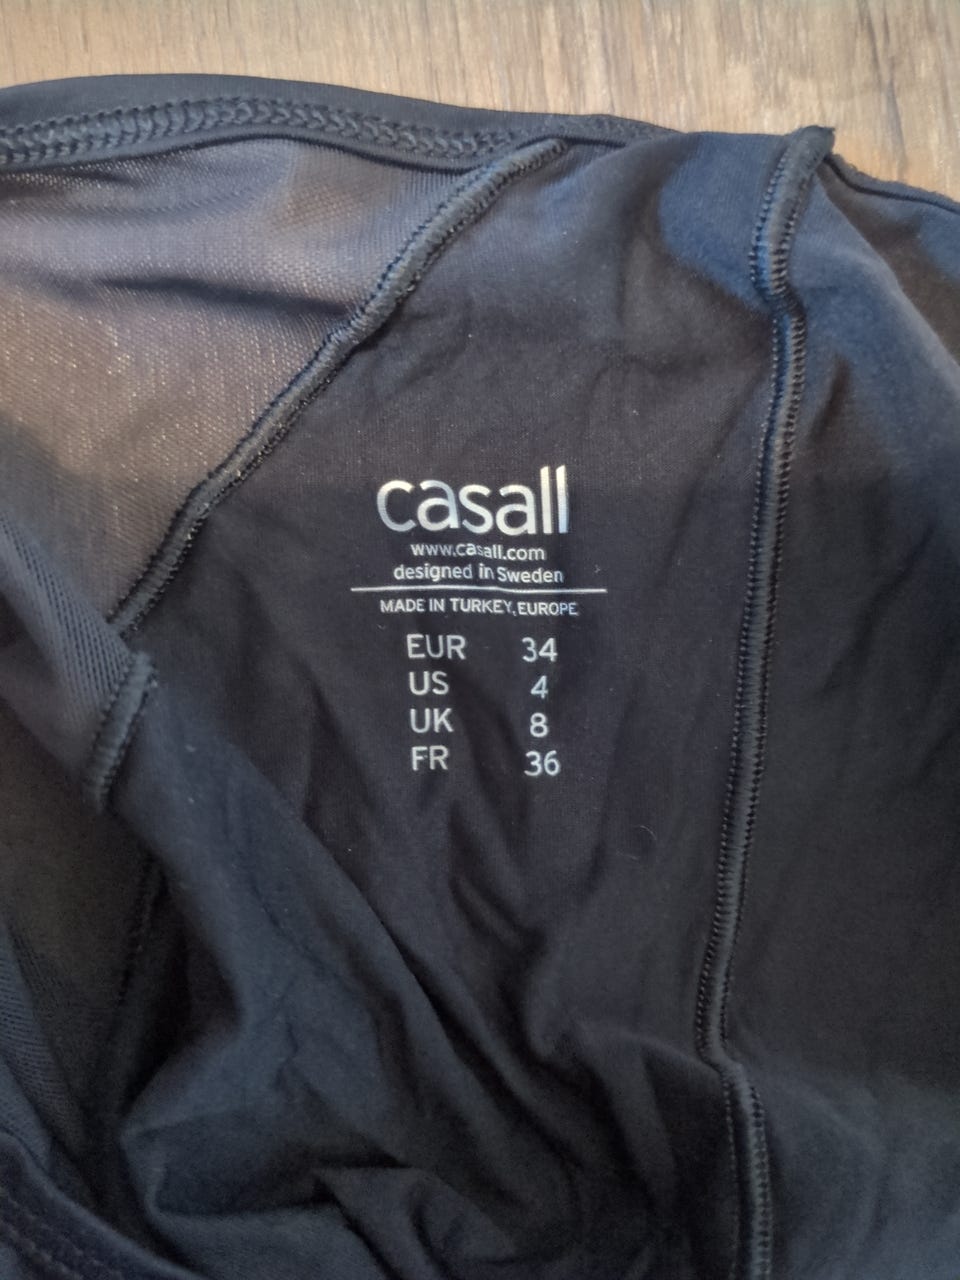 casall
www.casall.com
designed in Sweden
MADE IN TURKEY, EUROPE
EUR 34
US 4
UK 8
FR 36